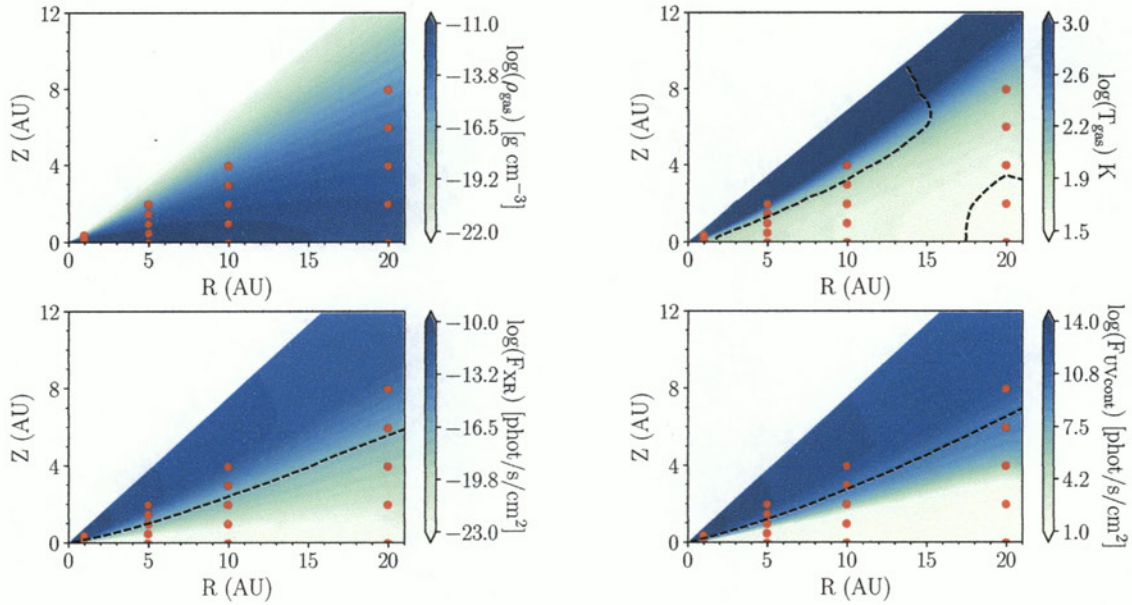 12
8
4
0
Z (AU)
0 5 10 15 20
R (AU)
−11.0
−13.8
−16.5
−19.2
−22.0
log(ρgas) [g cm−3]
12
8
4
0
Z (AU)
0 5 10 15 20
R (AU)
3.0
2.6
2.2
1.9
1.5
log(Tgas) K
12
8
4
0
Z (AU)
0 5 10 15 20
R (AU)
−10.0
−13.2
−16.5
−19.8
−23.0
log(FXR) [phot/s/cm2]
12
8
4
0
Z (AU)
0 5 10 15 20
R (AU)
14.0
10.8
7.5
4.2
1.0
log(FUVcont) [phot/s/cm2]